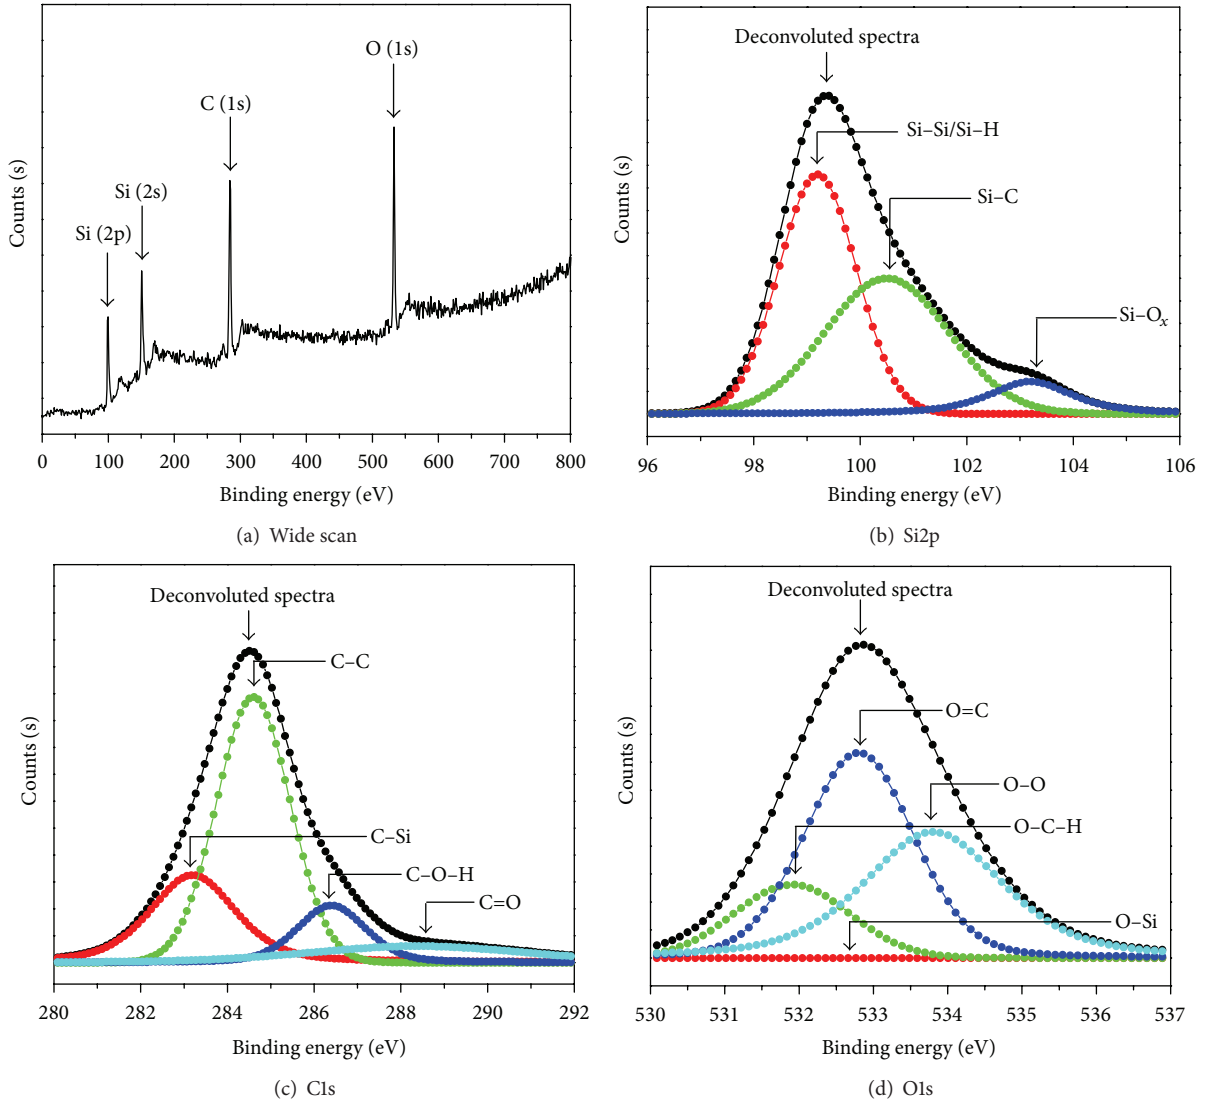 O (1s)
C (1s)
Si (2s)
Si (2p)
Counts (s)
0 100 200 300 400 500 600 700 800
Binding energy (eV)
(a) Wide scan
Deconvoluted spectra
Si–Si/Si–H
Si–C
Si–Oₓ
Counts (s)
96 98 100 102 104 106
Binding energy (eV)
(b) Si2p
Deconvoluted spectra
C–C
C–Si
C–O–H
C=O
Counts (s)
280 282 284 286 288 290 292
Binding energy (eV)
(c) C1s
Deconvoluted spectra
O=C
O–O
O–C–H
O–Si
Counts (s)
530 531 532 533 534 535 536 537
Binding energy (eV)
(d) O1s